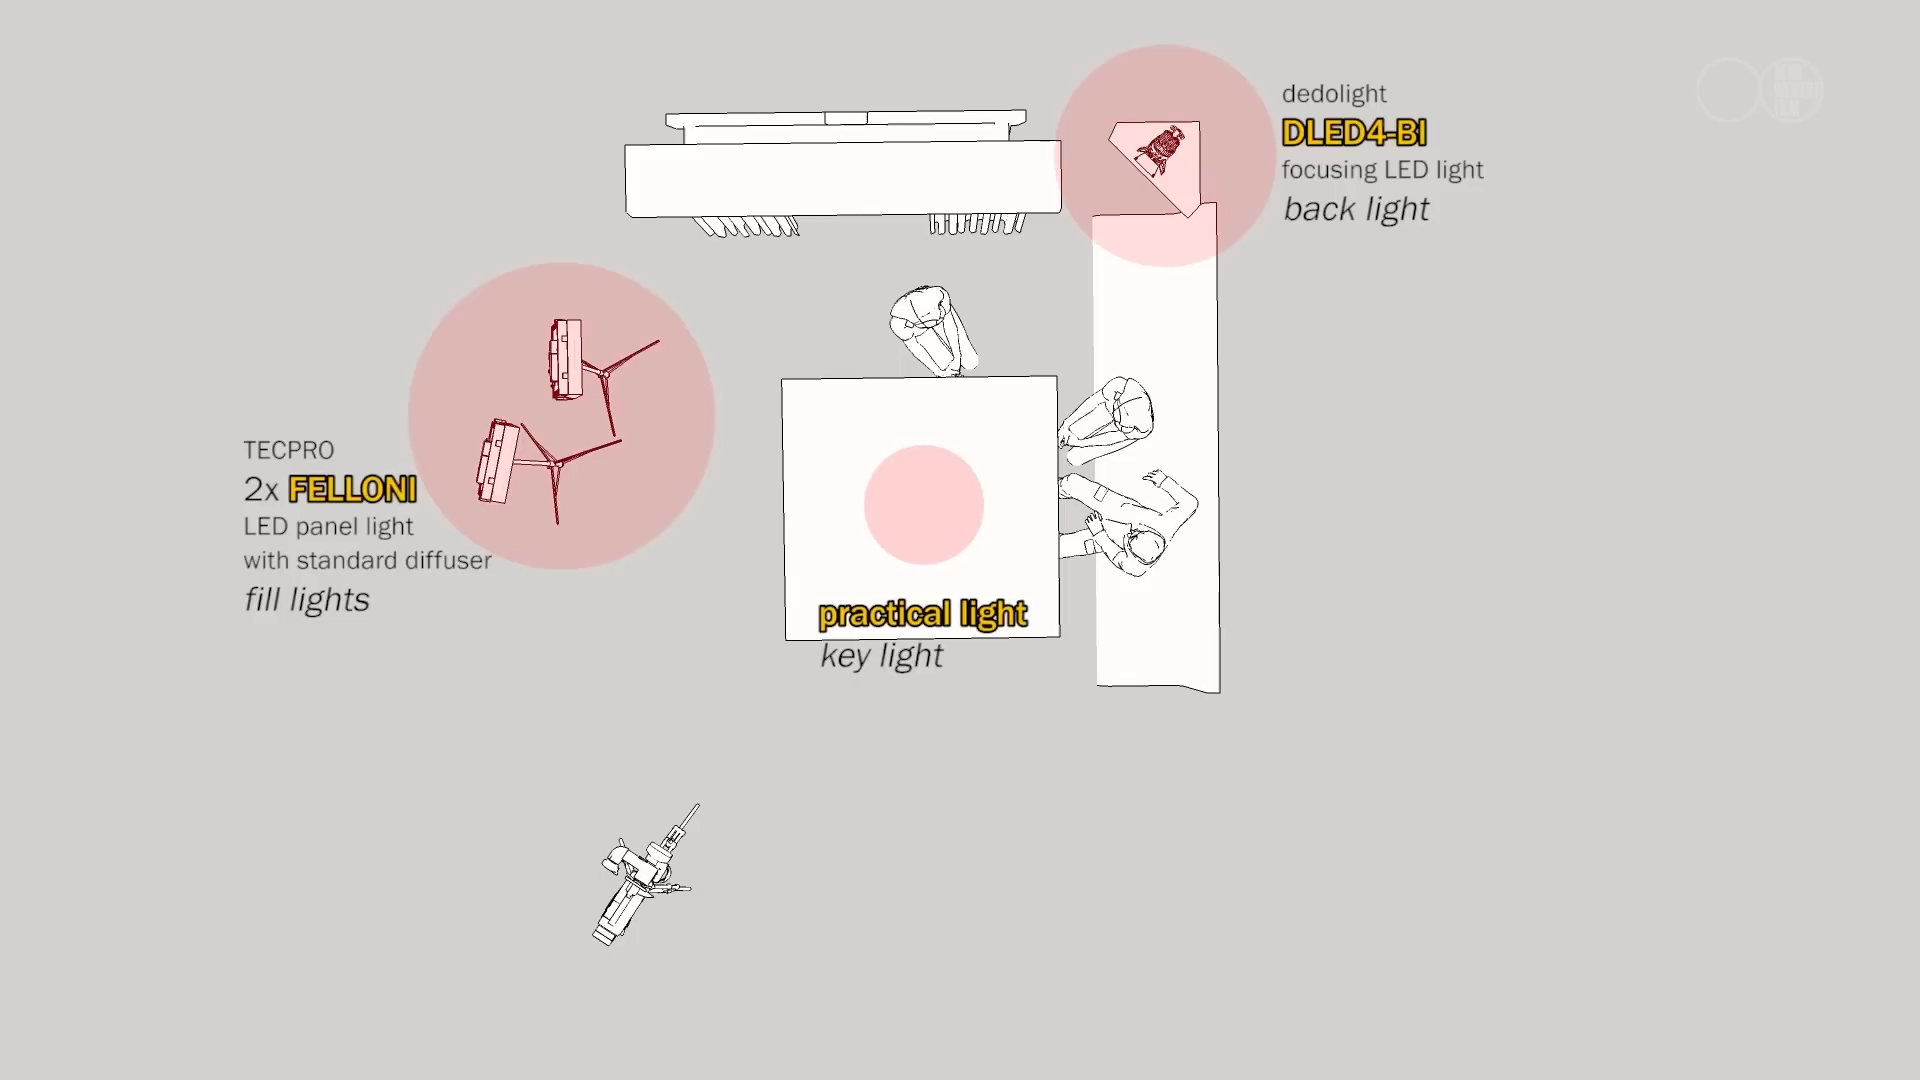 dedolight
DLED4-BI
focusing LED light
back light
TECPRO
2x FELLONI
LED panel light
with standard diffuser
fill lights
practical light
key light